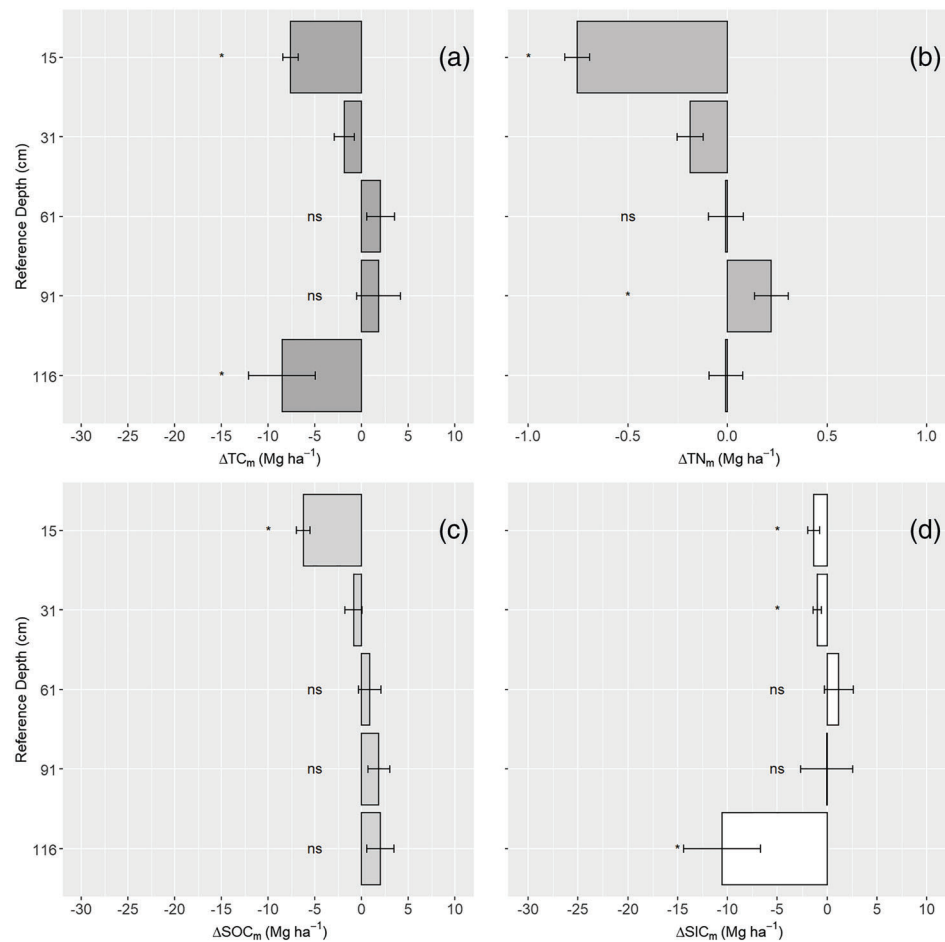 (a)
*
15
31
ns
61
ns
91
*
116
Reference Depth (cm)
-30 -25 -20 -15 -10 -5 0 5 10
ΔTCₘ (Mg ha⁻¹)
(b)
*
ns
*
-1.0 -0.5 0.0 0.5 1.0
ΔTNₘ (Mg ha⁻¹)
(c)
*
15
31
ns
61
ns
91
ns
116
Reference Depth (cm)
-30 -25 -20 -15 -10 -5 0 5 10
ΔSOCₘ (Mg ha⁻¹)
(d)
*
*
ns
ns
*
-30 -25 -20 -15 -10 -5 0 5 10
ΔSICₘ (Mg ha⁻¹)